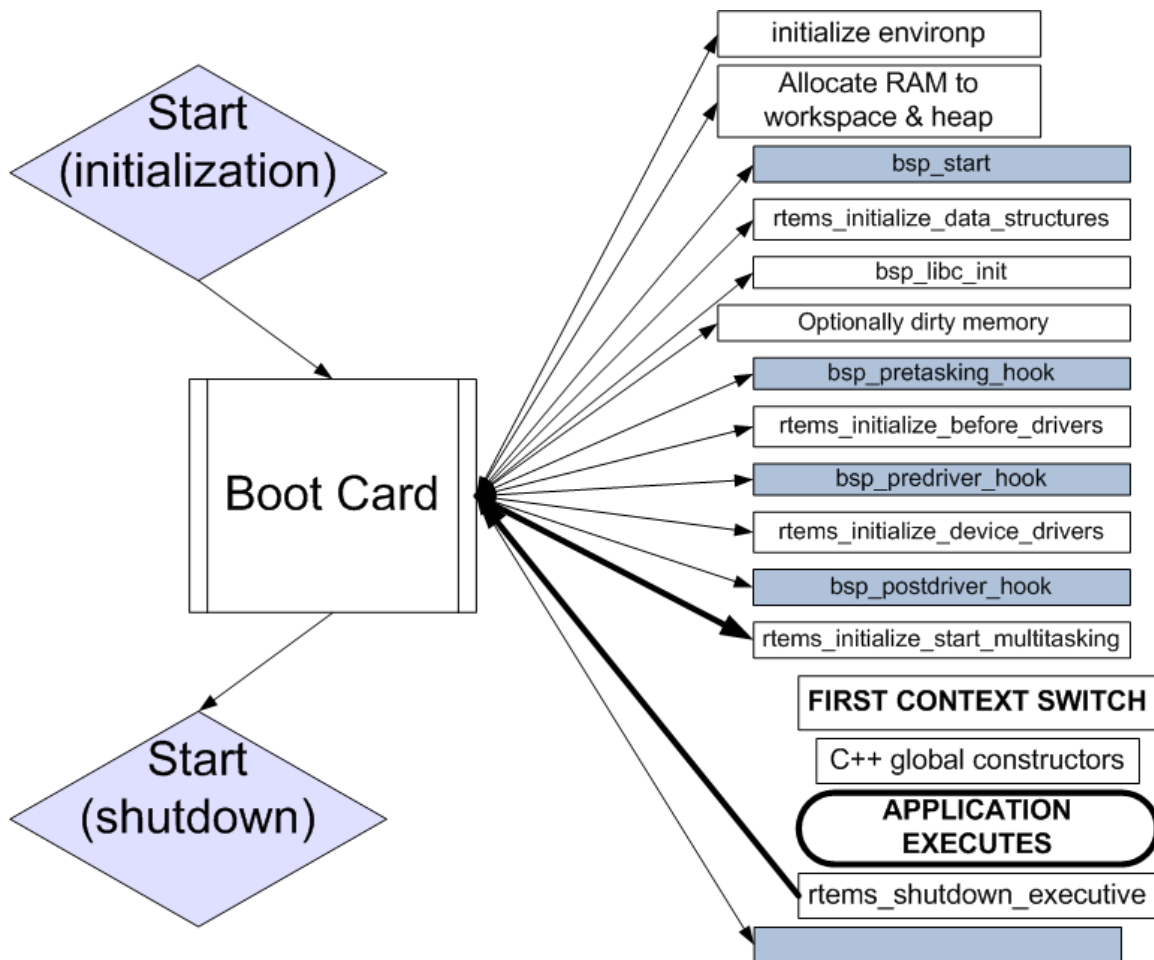 Start
(initialization)
Boot Card
Start
(shutdown)
initialize environp
Allocate RAM to
workspace & heap
bsp_start
rtems_initialize_data_structures
bsp_libc_init
Optionally dirty memory
bsp_pretasking_hook
rtems_initialize_before_drivers
bsp_predriver_hook
rtems_initialize_device_drivers
bsp_postdriver_hook
rtems_initialize_start_multitasking
FIRST CONTEXT SWITCH
C++ global constructors
APPLICATION
EXECUTES
rtems_shutdown_executive